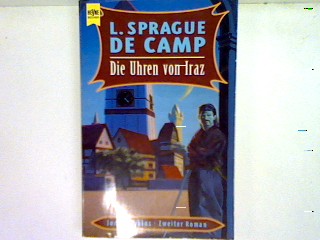 HEYNE
L. SPRAGUE
DE CAMP
Die Uhren von Iraz
Zweiter Roman